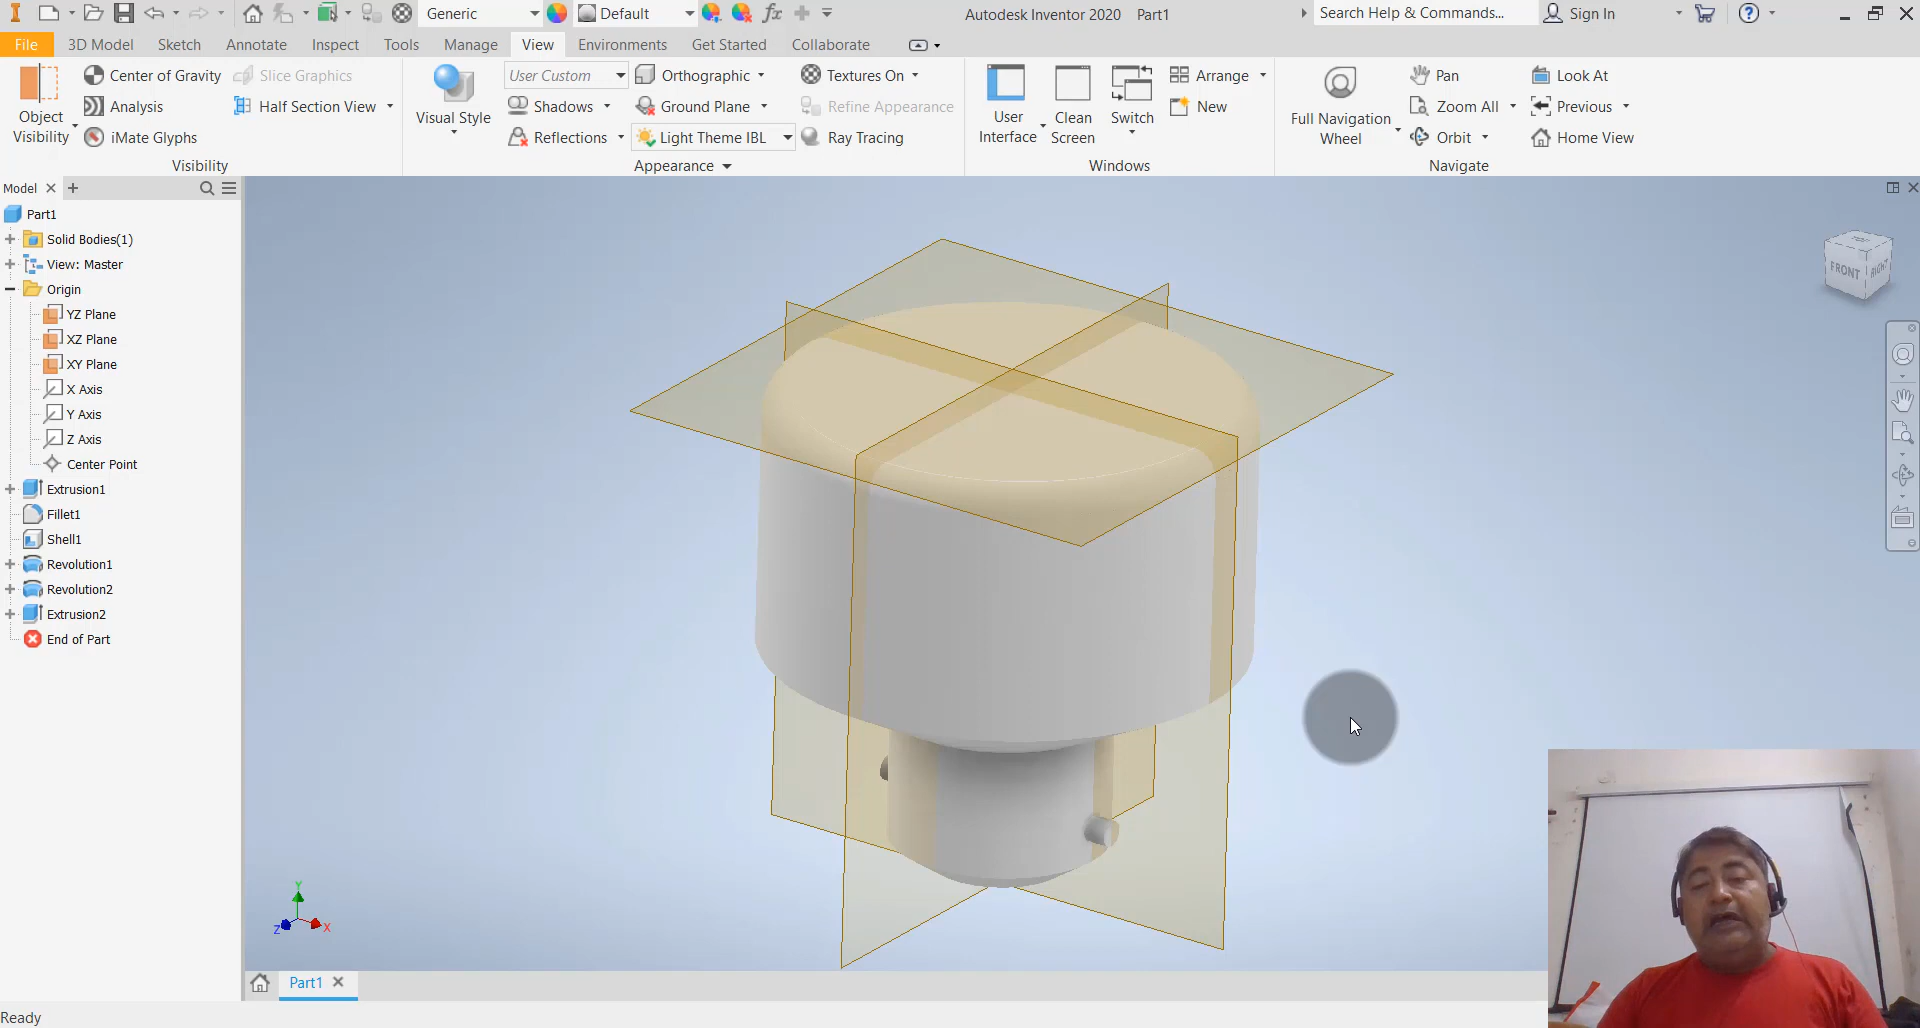 Generic
Default
Autodesk Inventor 2020 Part1
Search Help & Commands...
Sign In
File 3D Model Sketch Annotate Inspect Tools Manage View Environments Get Started Collaborate
Object Visibility
Center of Gravity
Analysis
iMate Glyphs
Slice Graphics
Half Section View
Visibility
Visual Style
User Custom
Shadows
Reflections
Orthographic
Ground Plane
Light Theme IBL
Textures On
Refine Appearance
Ray Tracing
Appearance
User Interface
Clean Screen
Switch
Arrange
New
Windows
Full Navigation Wheel
Pan
Zoom All
Orbit
Look At
Previous
Home View
Navigate
Model
Part1
Solid Bodies(1)
View: Master
Origin
YZ Plane
XZ Plane
XY Plane
X Axis
Y Axis
Z Axis
Center Point
Extrusion1
Fillet1
Shell1
Revolution1
Revolution2
Extrusion2
End of Part
FRONT RIGHT
Y
Z X
Part1
Ready